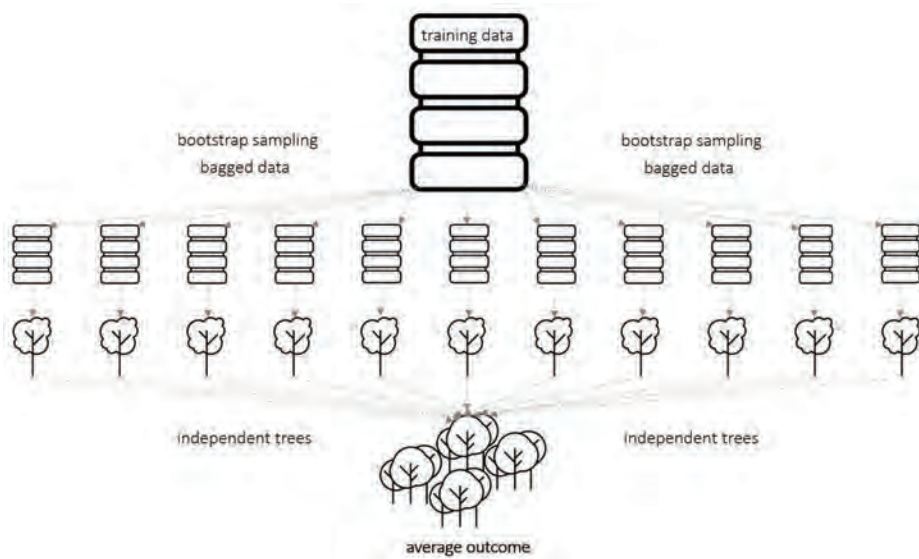 training data
bootstrap sampling
bagged data
bootstrap sampling
bagged data
independent trees
independent trees
average outcome